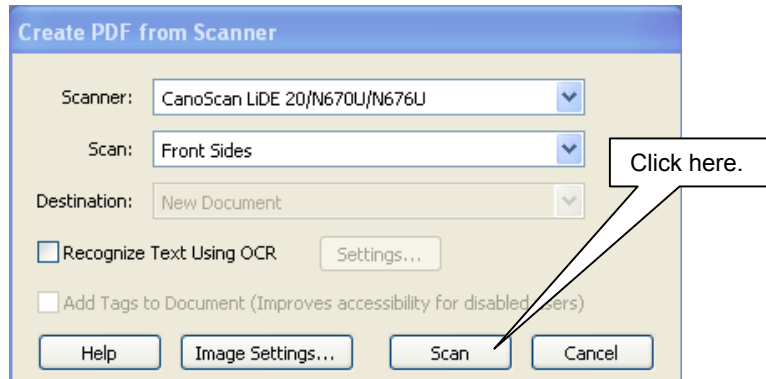 Create PDF from Scanner
Scanner: CanoScan LiDE 20/N670U/N676U
Scan: Front Sides
Click here.
Destination: New Document
Recognize Text Using OCR Settings...
Add Tags to Document (Improves accessibility for disabled users)
Help Image Settings... Scan Cancel